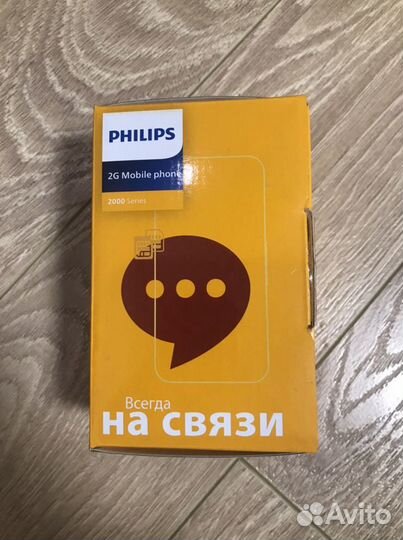 PHILIPS
2G Mobile phone
2000 Series
Всегда
на связи
Avito